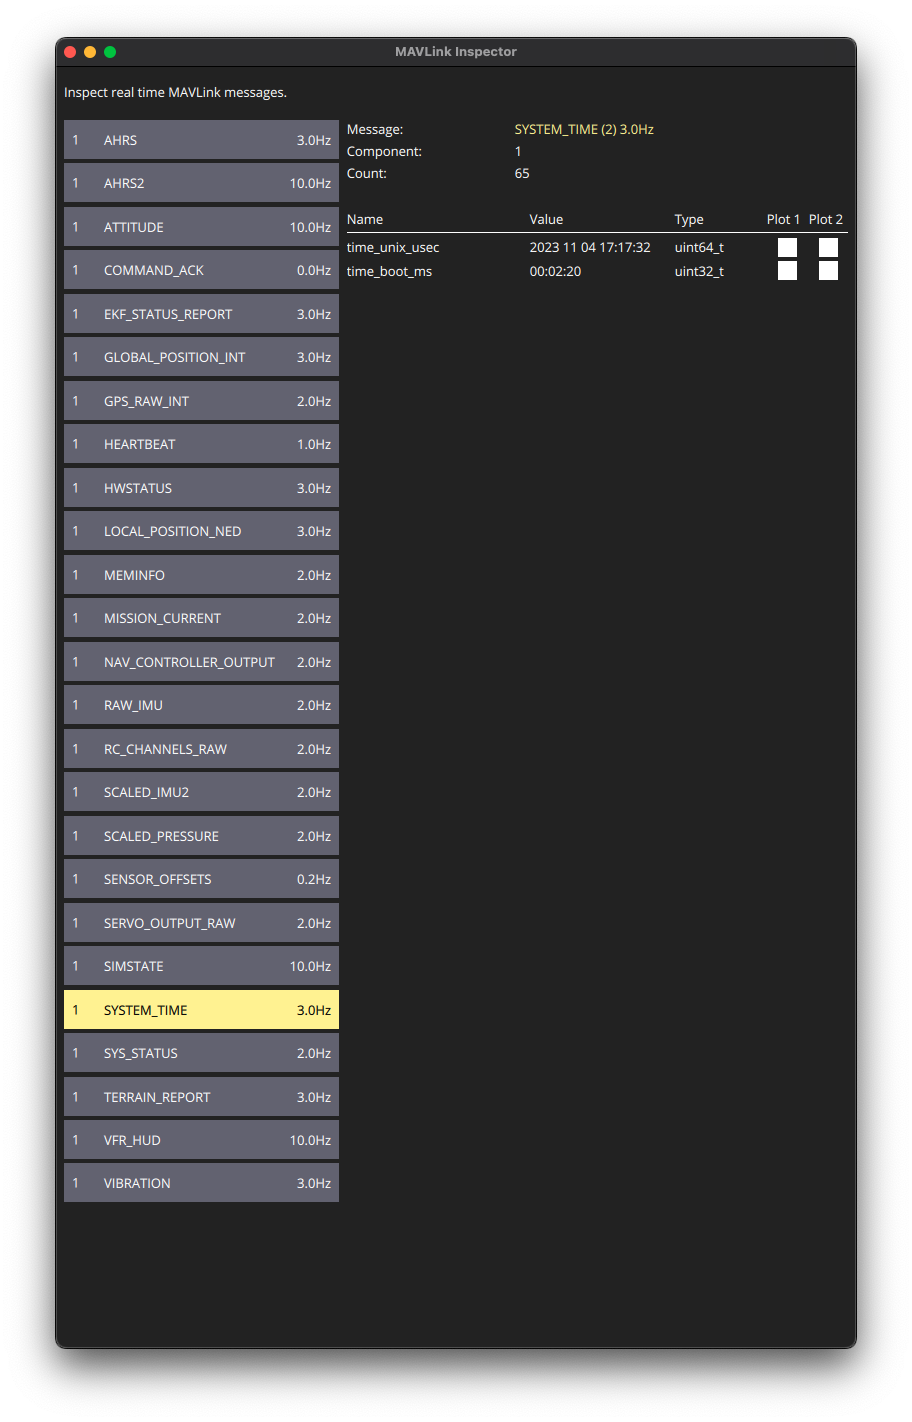 MAVLink Inspector
Inspect real time MAVLink messages.
1 AHRS 3.0Hz
1 AHRS2 10.0Hz
1 ATTITUDE 10.0Hz
1 COMMAND_ACK 0.0Hz
1 EKF_STATUS_REPORT 3.0Hz
1 GLOBAL_POSITION_INT 3.0Hz
1 GPS_RAW_INT 2.0Hz
1 HEARTBEAT 1.0Hz
1 HWSTATUS 3.0Hz
1 LOCAL_POSITION_NED 3.0Hz
1 MEMINFO 2.0Hz
1 MISSION_CURRENT 2.0Hz
1 NAV_CONTROLLER_OUTPUT 2.0Hz
1 RAW_IMU 2.0Hz
1 RC_CHANNELS_RAW 2.0Hz
1 SCALED_IMU2 2.0Hz
1 SCALED_PRESSURE 2.0Hz
1 SENSOR_OFFSETS 0.2Hz
1 SERVO_OUTPUT_RAW 2.0Hz
1 SIMSTATE 10.0Hz
1 SYSTEM_TIME 3.0Hz
1 SYS_STATUS 2.0Hz
1 TERRAIN_REPORT 3.0Hz
1 VFR_HUD 10.0Hz
1 VIBRATION 3.0Hz
Message: SYSTEM_TIME (2) 3.0Hz
Component: 1
Count: 65
Name Value Type Plot 1 Plot 2
time_unix_usec 2023 11 04 17:17:32 uint64_t
time_boot_ms 00:02:20 uint32_t